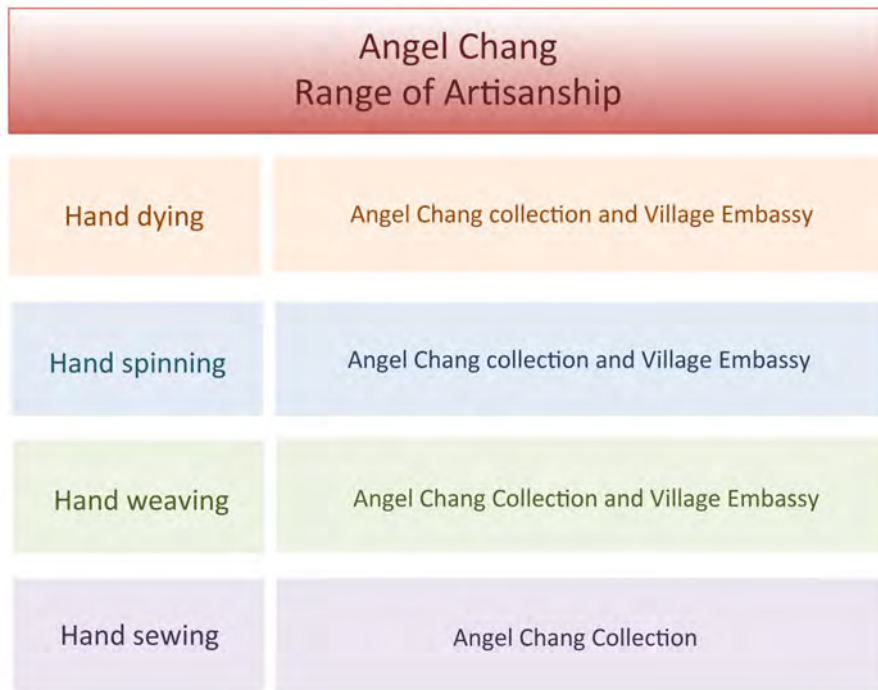 Angel Chang
Range of Artisanship
Hand dying
Angel Chang collection and Village Embassy
Hand spinning
Angel Chang collection and Village Embassy
Hand weaving
Angel Chang Collection and Village Embassy
Hand sewing
Angel Chang Collection